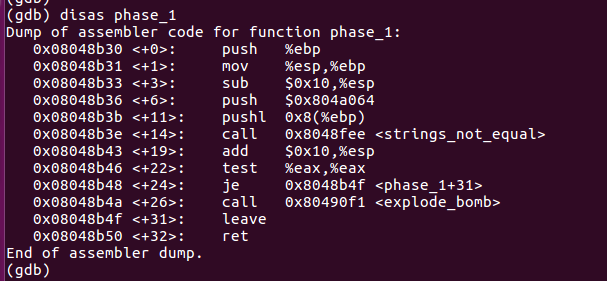 (gdb) disas phase_1
Dump of assembler code for function phase_1:
   0x08048b30 <+0>:     push   %ebp
   0x08048b31 <+1>:     mov    %esp,%ebp
   0x08048b33 <+3>:     sub    $0x10,%esp
   0x08048b36 <+6>:     push   $0x804a064
   0x08048b3b <+11>:    pushl  0x8(%ebp)
   0x08048b3e <+14>:    call   0x8048fee <strings_not_equal>
   0x08048b43 <+19>:    add    $0x10,%esp
   0x08048b46 <+22>:    test   %eax,%eax
   0x08048b48 <+24>:    je     0x8048b4f <phase_1+31>
   0x08048b4a <+26>:    call   0x80490f1 <explode_bomb>
   0x08048b4f <+31>:    leave
   0x08048b50 <+32>:    ret
End of assembler dump.
(gdb)